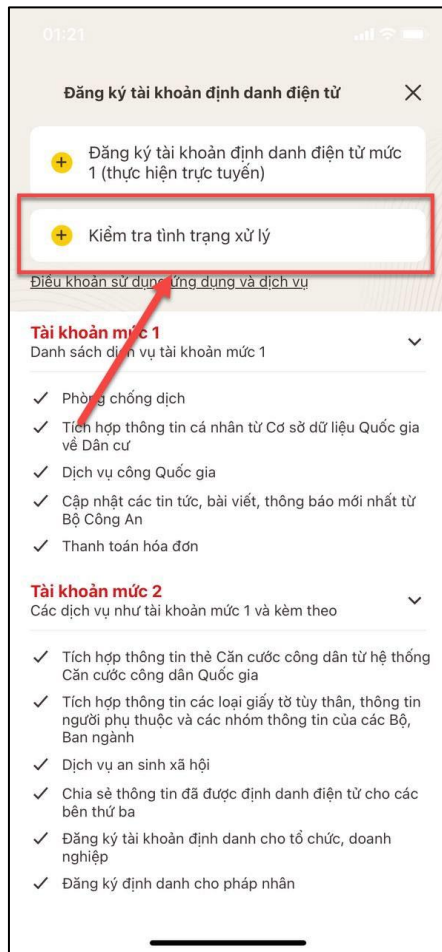 01:21
Đăng ký tài khoản định danh điện tử
Đăng ký tài khoản định danh điện tử mức
1 (thực hiện trực tuyến)
Kiểm tra tình trạng xử lý
Điều khoản sử dụng ứng dụng và dịch vụ
Tài khoản mức 1
Danh sách dịch vụ tài khoản mức 1
Phòng chống dịch
Tích hợp thông tin cá nhân từ Cơ sở dữ liệu Quốc gia
về Dân cư
Dịch vụ công Quốc gia
Cập nhật các tin tức, bài viết, thông báo mới nhất từ
Bộ Công An
Thanh toán hóa đơn
Tài khoản mức 2
Các dịch vụ như tài khoản mức 1 và kèm theo
Tích hợp thông tin thẻ Căn cước công dân từ hệ thống
Căn cước công dân Quốc gia
Tích hợp thông tin các loại giấy tờ tùy thân, thông tin
người phụ thuộc và các nhóm thông tin của các Bộ,
Ban ngành
Dịch vụ an sinh xã hội
Chia sẻ thông tin đã được định danh điện tử cho các
bên thứ ba
Đăng ký tài khoản định danh cho tổ chức, doanh
nghiệp
Đăng ký định danh cho pháp nhân